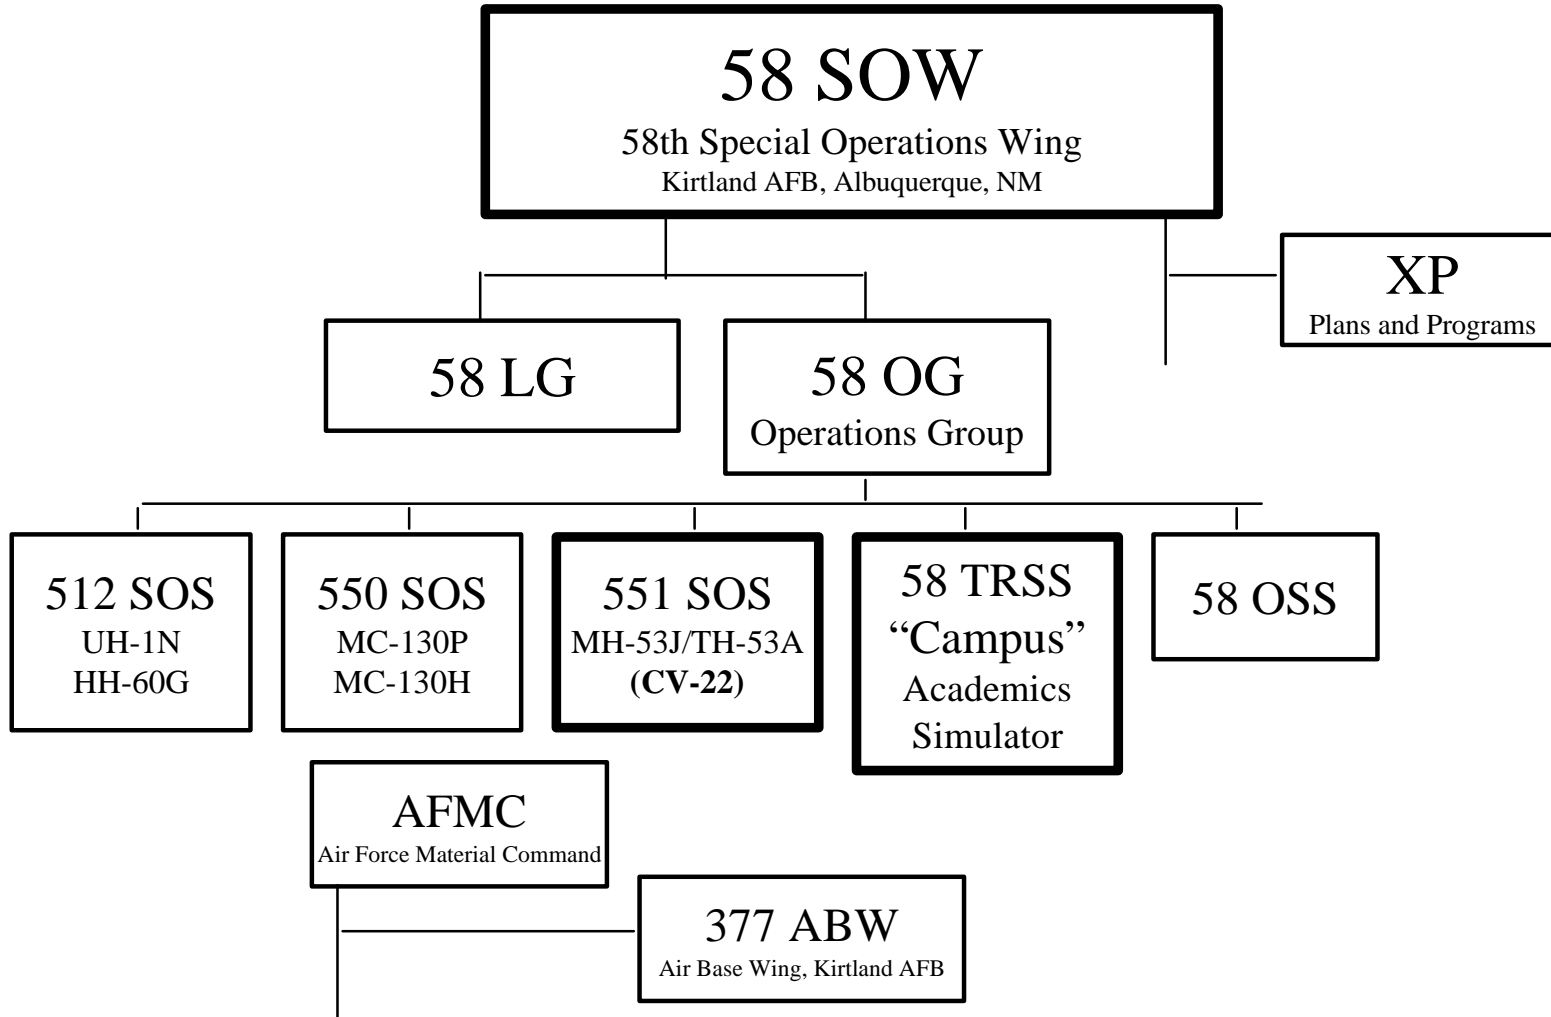 58 SOW
58th Special Operations Wing
Kirtland AFB, Albuquerque, NM
XP
Plans and Programs
58 LG
58 OG
Operations Group
512 SOS
UH-1N
HH-60G
550 SOS
MC-130P
MC-130H
551 SOS
MH-53J/TH-53A
(CV-22)
58 TRSS
“Campus”
Academics
Simulator
58 OSS
AFMC
Air Force Material Command
377 ABW
Air Base Wing, Kirtland AFB